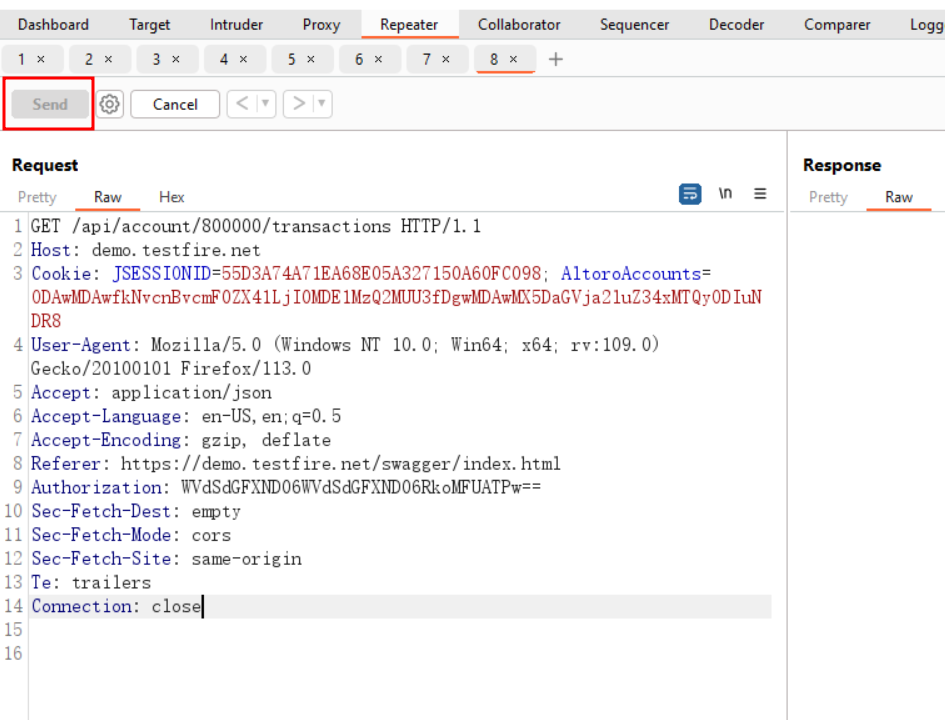 Dashboard Target Intruder Proxy Repeater Collaborator Sequencer Decoder Comparer Logg
1 × 2 × 3 × 4 × 5 × 6 × 7 × 8 × +
Send Cancel < > 
Request Response
Pretty Raw Hex \n Pretty Raw
1 GET /api/account/800000/transactions HTTP/1.1
2 Host: demo.testfire.net
3 Cookie: JSESSIONID=55D3A74A71EA68E05A327150A60FC098; AltoroAccounts=
ODAwMDAwfkNvcnBvcmF0ZX41LjI0MDE1MzQ2MUU3fDgwMDAwMX5DaGVja2luZ34xMTQyODIuN
DR8
4 User-Agent: Mozilla/5.0 (Windows NT 10.0; Win64; x64; rv:109.0)
Gecko/20100101 Firefox/113.0
5 Accept: application/json
6 Accept-Language: en-US,en;q=0.5
7 Accept-Encoding: gzip, deflate
8 Referer: https://demo.testfire.net/swagger/index.html
9 Authorization: WVdSdGFXND06WVdSdGFXND06RkoMFUATPw==
10 Sec-Fetch-Dest: empty
11 Sec-Fetch-Mode: cors
12 Sec-Fetch-Site: same-origin
13 Te: trailers
14 Connection: close
15
16